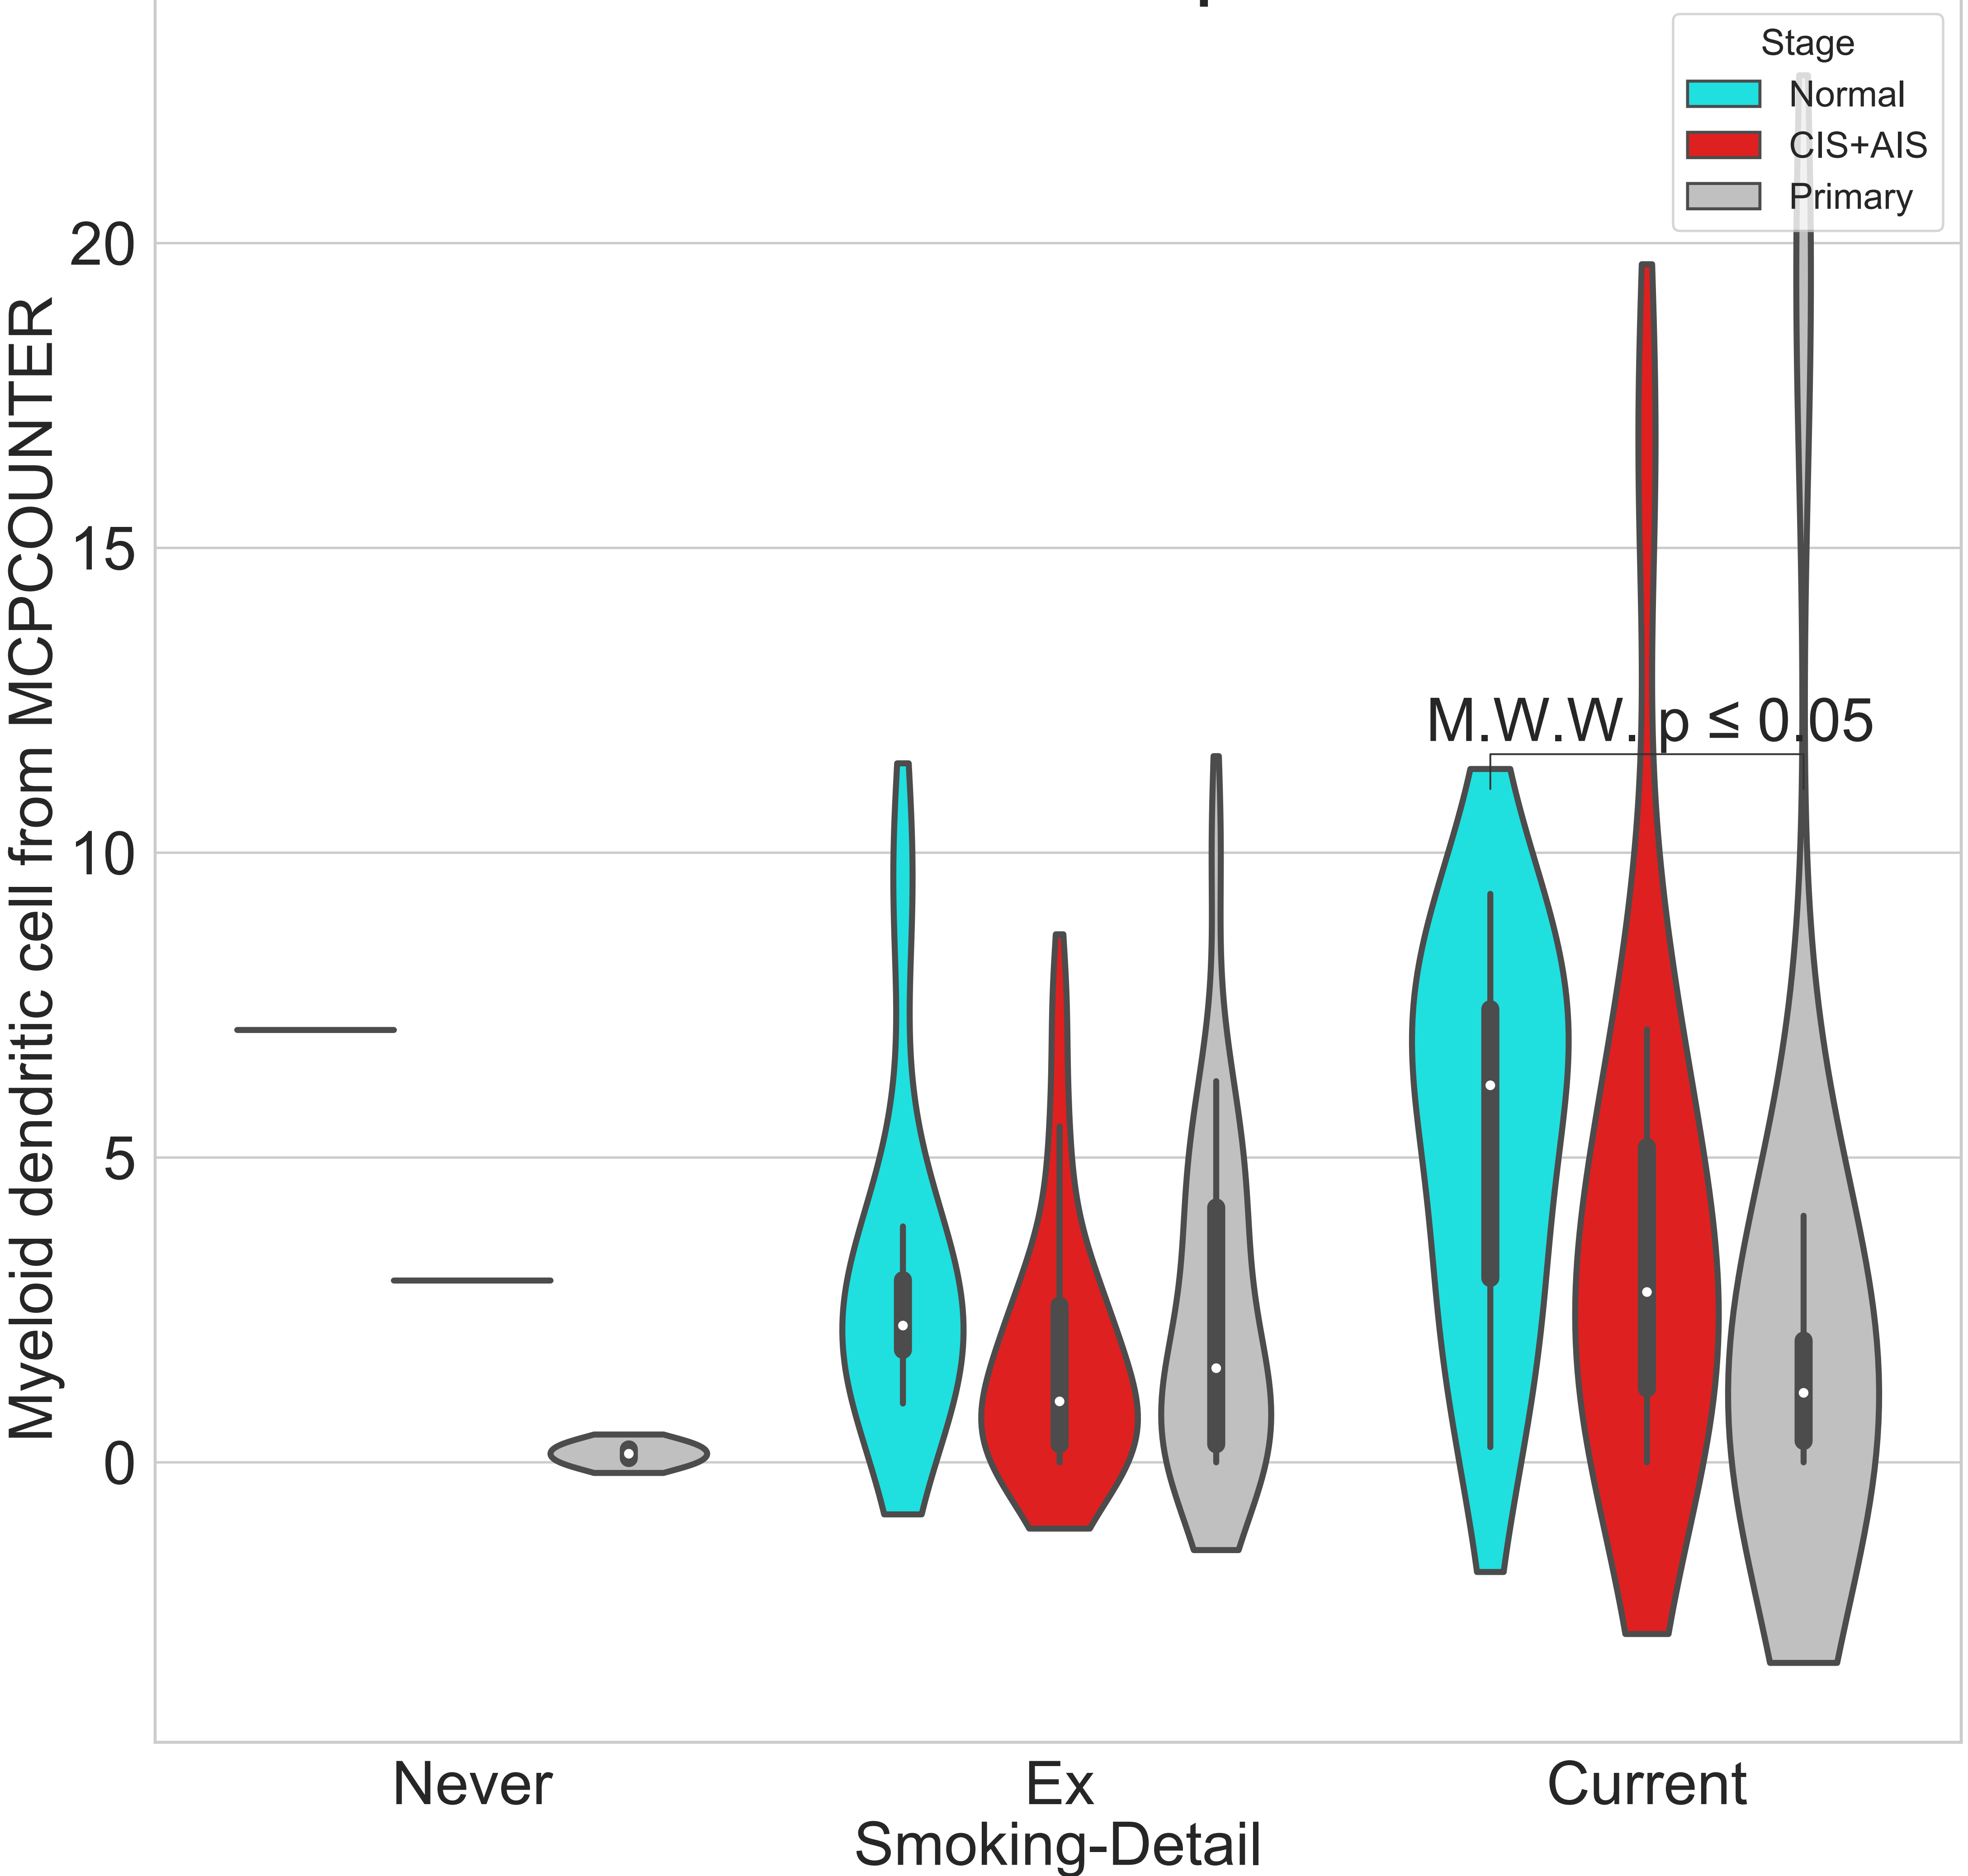 Stage
Normal
CIS+AIS
Primary
20
15
10
5
0
Myeloid dendritic cell from MCPCOUNTER
M.W.W. p ≤ 0.05
Never
Ex
Current
Smoking-Detail